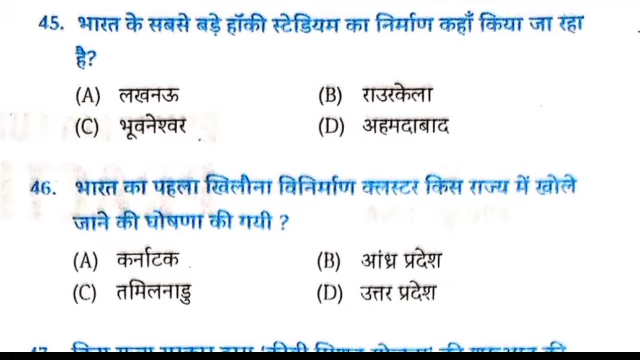 45. भारत के सबसे बड़े हॉकी स्टेडियम का निर्माण कहाँ किया जा रहा
है?
(A) लखनऊ (B) राउरकेला
(C) भूवनेश्वर (D) अहमदाबाद
46. भारत का पहला खिलौना विनिर्माण क्लस्टर किस राज्य में खोले
जाने की घोषणा की गयी ?
(A) कर्नाटक (B) आंध्र प्रदेश
(C) तमिलनाडु (D) उत्तर प्रदेश